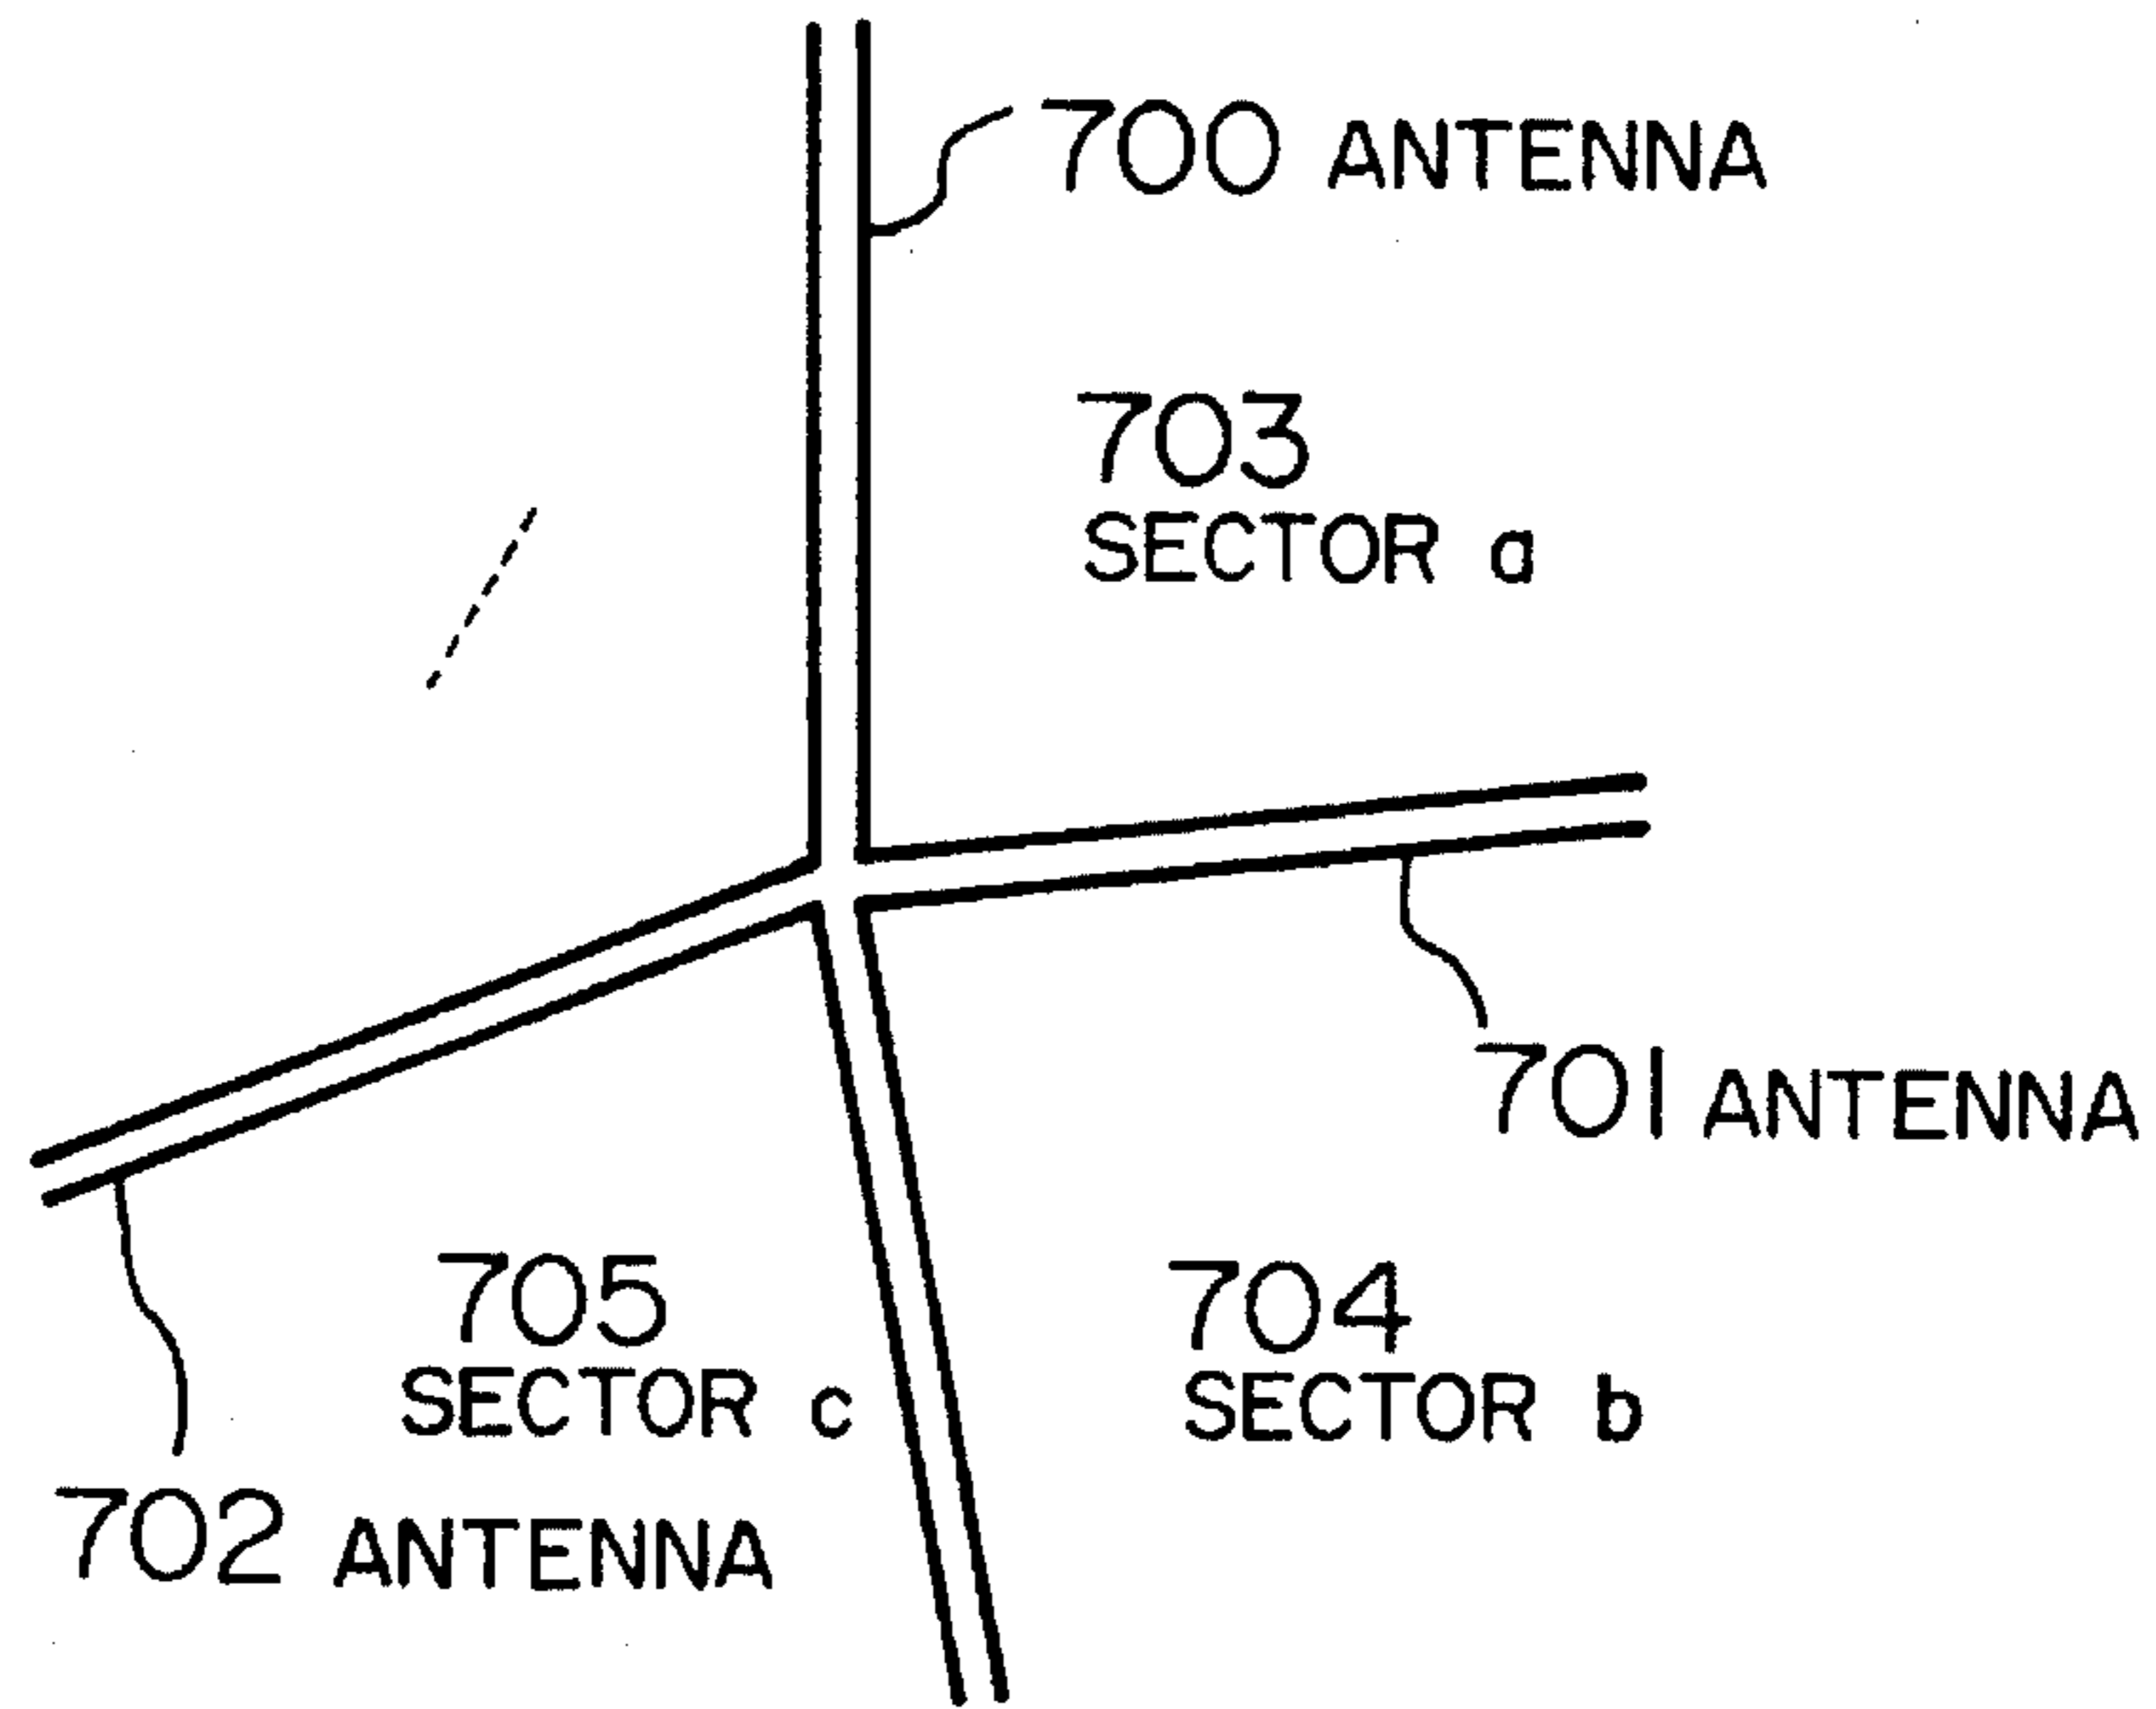 700 ANTENNA
703
SECTOR a
701 ANTENNA
705
SECTOR c
704
SECTOR b
702 ANTENNA